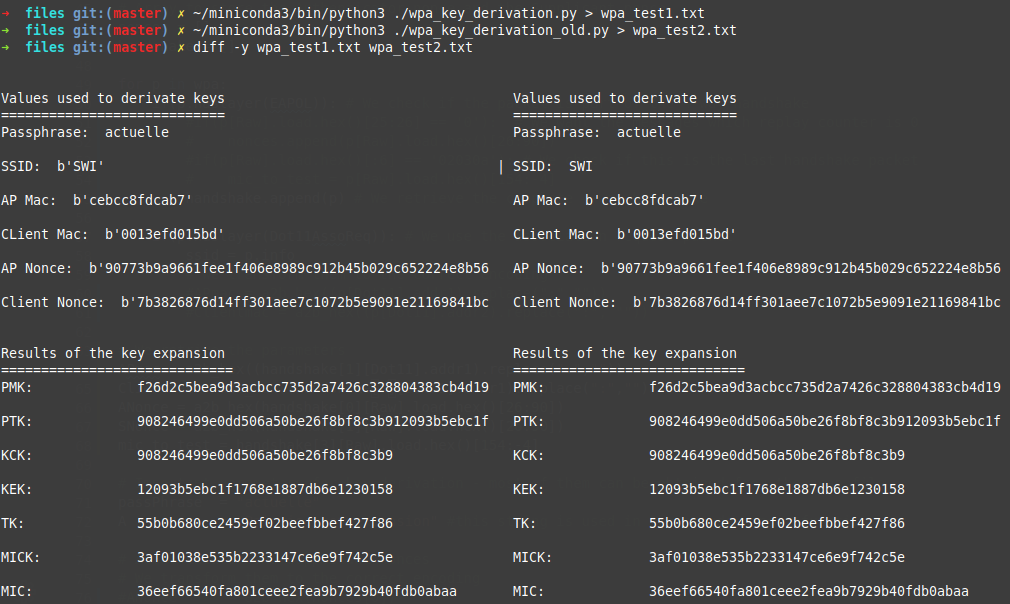 ➜  files git:(master) ✗ ~/miniconda3/bin/python3 ./wpa_key_derivation.py > wpa_test1.txt
➜  files git:(master) ✗ ~/miniconda3/bin/python3 ./wpa_key_derivation_old.py > wpa_test2.txt
➜  files git:(master) ✗ diff -y wpa_test1.txt wpa_test2.txt
Values used to derivate keys Values used to derivate keys
============================ ============================
Passphrase:  actuelle Passphrase:  actuelle
SSID:  b'SWI' | SSID:  SWI
AP Mac:  b'cebcc8fdcab7' AP Mac:  b'cebcc8fdcab7'
CLient Mac:  b'0013efd015bd' CLient Mac:  b'0013efd015bd'
AP Nonce:  b'90773b9a9661fee1f406e8989c912b45b029c652224e8b56 AP Nonce:  b'90773b9a9661fee1f406e8989c912b45b029c652224e8b56
Client Nonce:  b'7b3826876d14ff301aee7c1072b5e9091e21169841bc Client Nonce:  b'7b3826876d14ff301aee7c1072b5e9091e21169841bc
Results of the key expansion Results of the key expansion
============================= =============================
PMK: f26d2c5bea9d3acbcc735d2a7426c328804383cb4d19 PMK: f26d2c5bea9d3acbcc735d2a7426c328804383cb4d19
PTK: 908246499e0dd506a50be26f8bf8c3b912093b5ebc1f PTK: 908246499e0dd506a50be26f8bf8c3b912093b5ebc1f
KCK: 908246499e0dd506a50be26f8bf8c3b9 KCK: 908246499e0dd506a50be26f8bf8c3b9
KEK: 12093b5ebc1f1768e1887db6e1230158 KEK: 12093b5ebc1f1768e1887db6e1230158
TK: 55b0b680ce2459ef02beefbbef427f86 TK: 55b0b680ce2459ef02beefbbef427f86
MICK: 3af01038e535b2233147ce6e9f742c5e MICK: 3af01038e535b2233147ce6e9f742c5e
MIC: 36eef66540fa801ceee2fea9b7929b40fdb0abaa MIC: 36eef66540fa801ceee2fea9b7929b40fdb0abaa